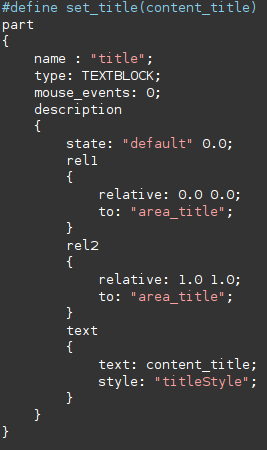 #define set_title(content_title)
part
{
    name : "title";
    type: TEXTBLOCK;
    mouse_events: 0;
    description
    {
        state: "default" 0.0;
        rel1
        {
            relative: 0.0 0.0;
            to: "area_title";
        }
        rel2
        {
            relative: 1.0 1.0;
            to: "area_title";
        }
        text
        {
            text: content_title;
            style: "titleStyle";
        }
    }
}